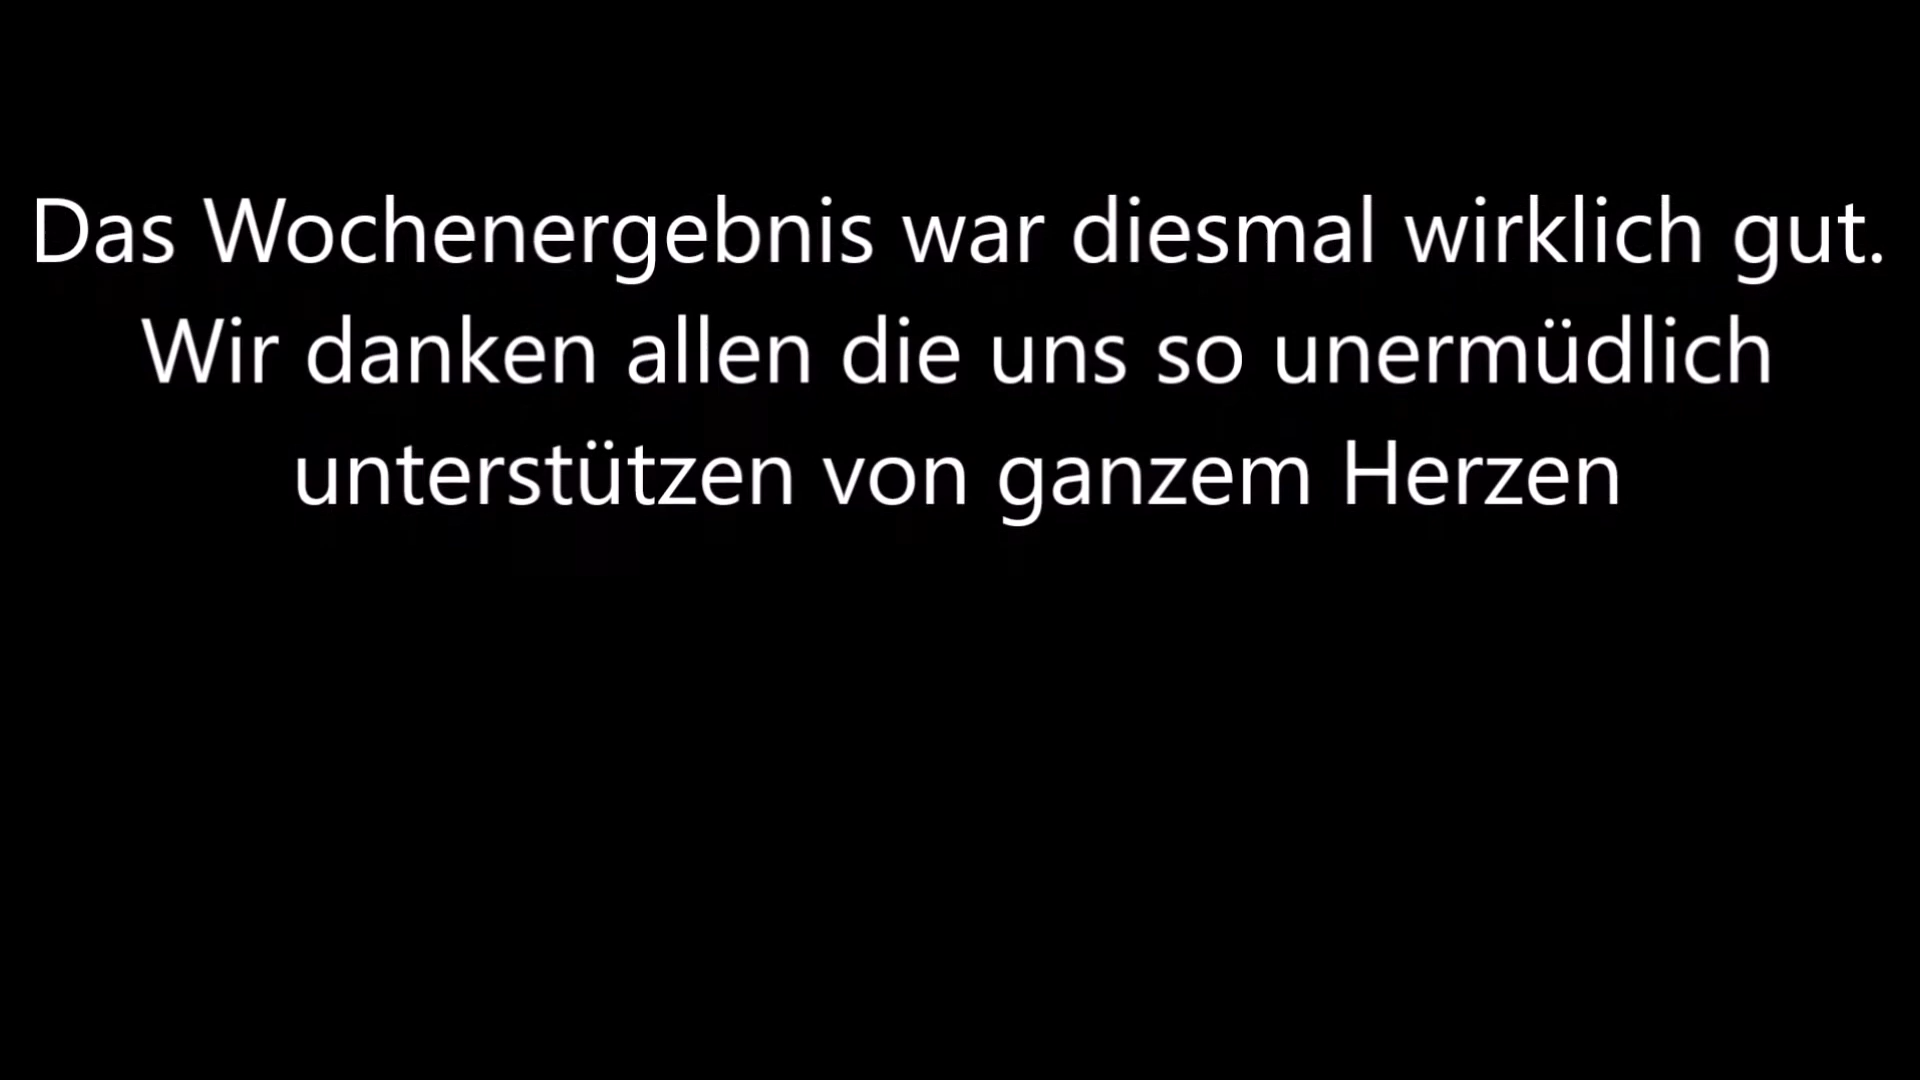 Das Wochenergebnis war diesmal wirklich gut.
Wir danken allen die uns so unermüdlich
unterstützen von ganzem Herzen